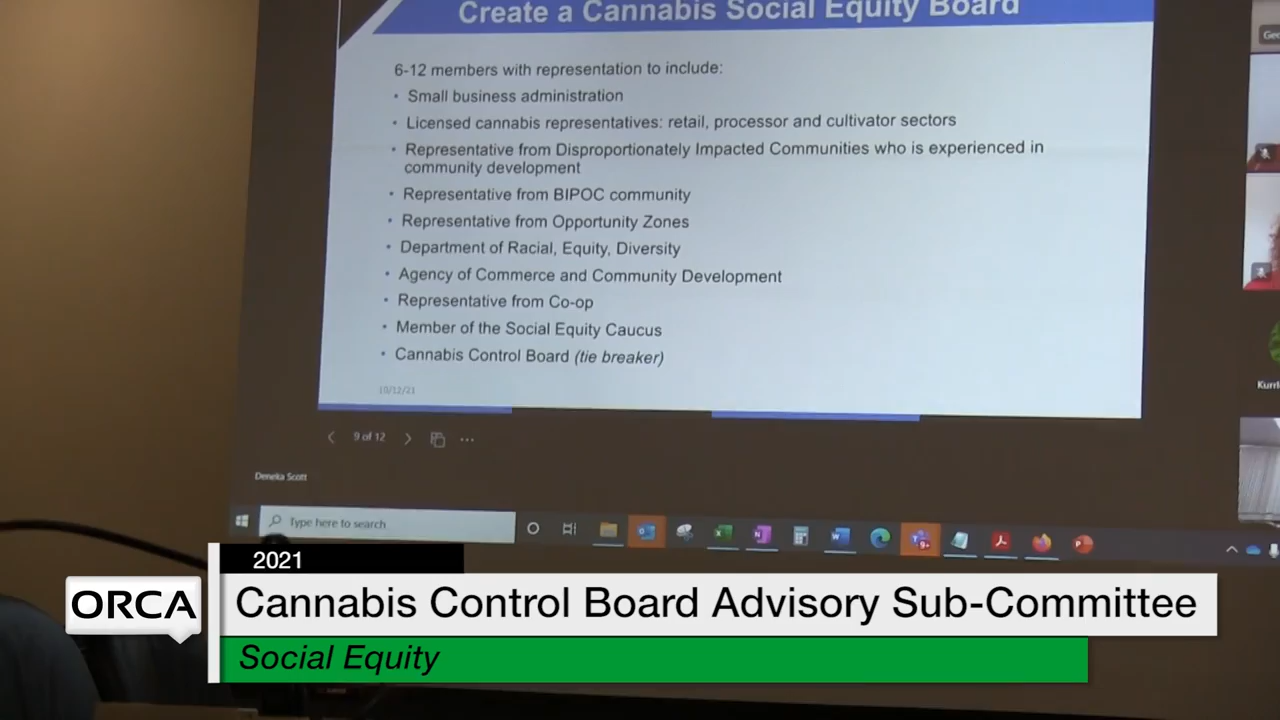 Create a Cannabis Social Equity Board
6-12 members with representation to include:
• Small business administration
• Licensed cannabis representatives: retail, processor and cultivator sectors
• Representative from Disproportionately Impacted Communities who is experienced in
community development
• Representative from BIPOC community
• Representative from Opportunity Zones
• Department of Racial, Equity, Diversity
• Agency of Commerce and Community Development
• Representative from Co-op
• Member of the Social Equity Caucus
• Cannabis Control Board (tie breaker)
10/12/21
9 of 12
Deneka Scott
Type here to search
2021
ORCA
Cannabis Control Board Advisory Sub-Committee
Social Equity